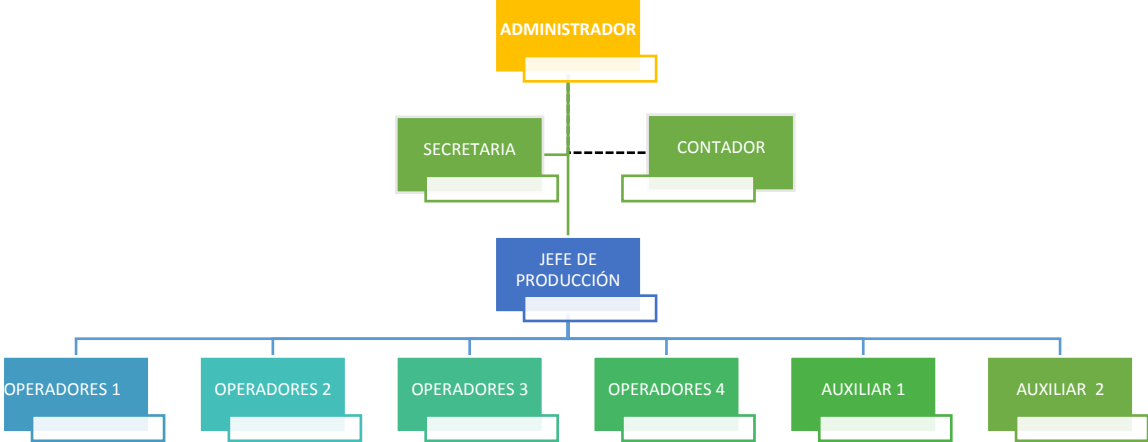 ADMINISTRADOR
SECRETARIA
CONTADOR
JEFE DE
PRODUCCIÓN
OPERADORES 1
OPERADORES 2
OPERADORES 3
OPERADORES 4
AUXILIAR 1
AUXILIAR 2